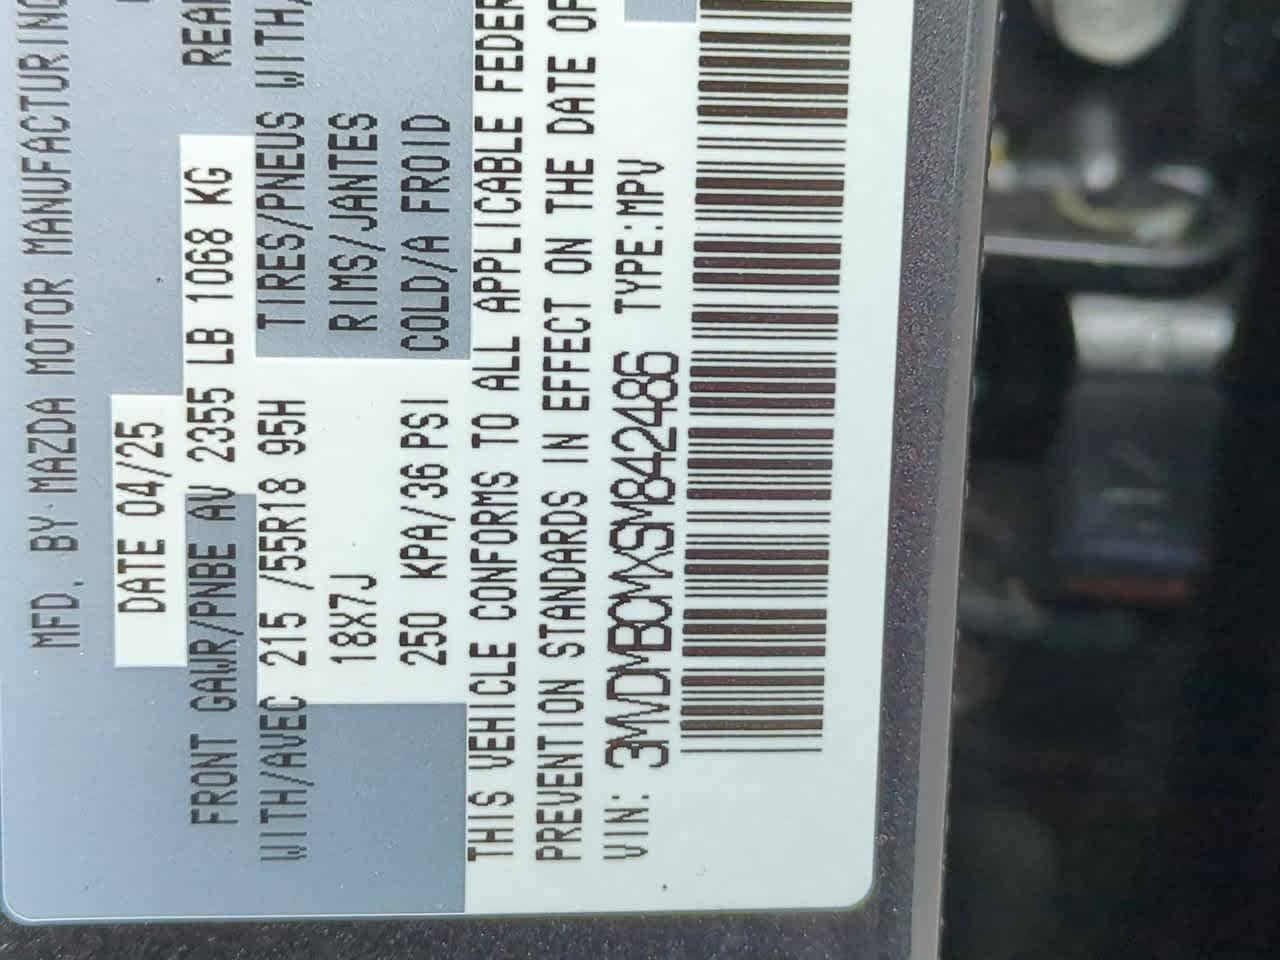 MFD. BY MAZDA MOTOR MANUFACTURING
DATE 04/25
FRONT GAWR/PNBE AV 2355 LB 1068 KG REA
WITH/AVEC 215 /55R18 95H TIRES/PNEUS WITH/
18X7J RIMS/JANTES
250 KPA/36 PSI COLD/A FROID
THIS VEHICLE CONFORMS TO ALL APPLICABLE FEDER
PREVENTION STANDARDS IN EFFECT ON THE DATE OF
VIN: 3MVDMBCMXSM842486 TYPE:MPV